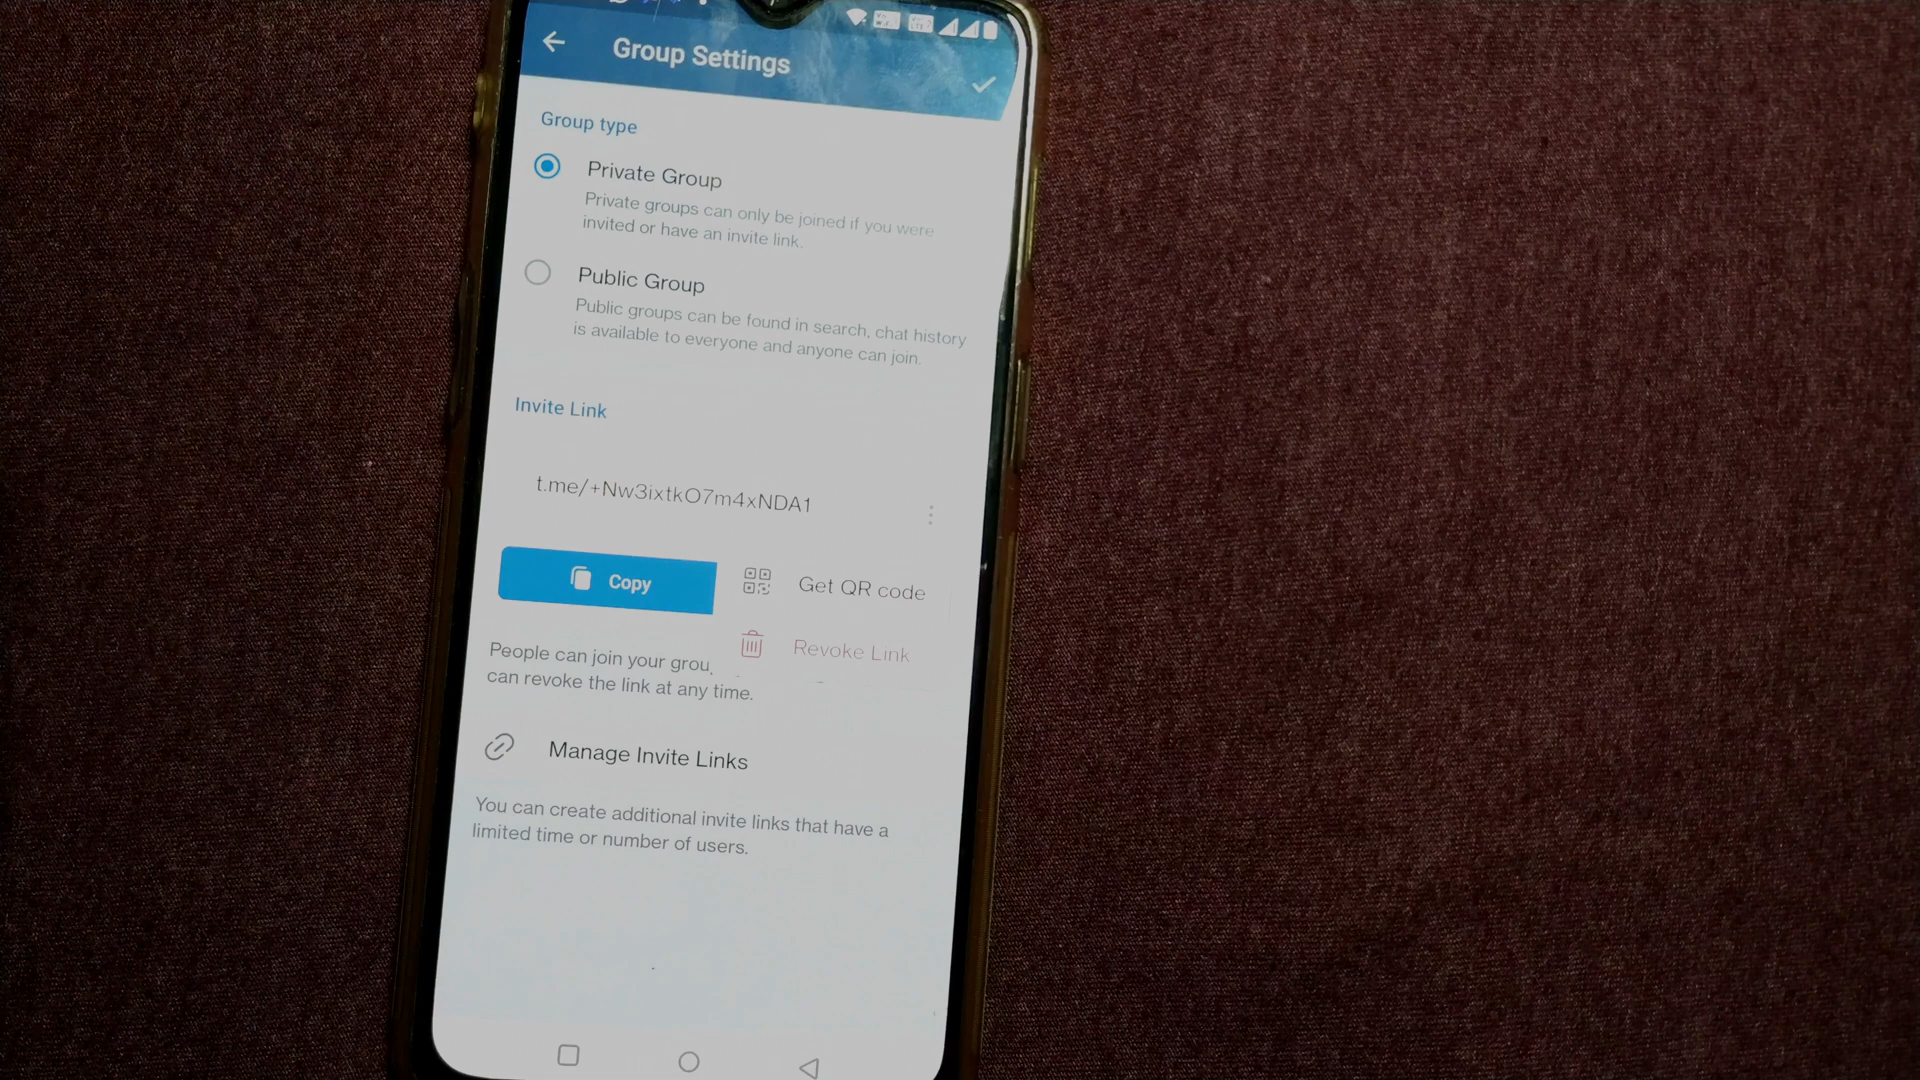 Group Settings
Group type
Private Group
Private groups can only be joined if you were
invited or have an invite link.
Public Group
Public groups can be found in search, chat history
is available to everyone and anyone can join.
Invite Link
t.me/+Nw3ixtkO7m4xNDA1
Copy
Get QR code
Revoke Link
People can join your grou
can revoke the link at any time.
Manage Invite Links
You can create additional invite links that have a
limited time or number of users.